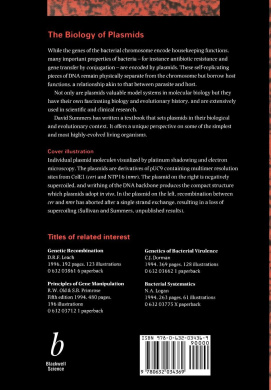 The Biology of Plasmids
While the genes of the bacterial chromosome encode housekeeping functions,
many important properties of bacteria – for instance antibiotic resistance and
gene transfer by conjugation – are encoded by plasmids. These self-replicating
pieces of DNA remain physically separate from the chromosome but borrow host
functions, a relationship akin to that between parasite and host.
Not only are plasmids valuable model systems in molecular biology but they
have their own fascinating biology and evolutionary history, and are extensively
used in scientific and clinical research.
David Summers has written a textbook that sets plasmids in their biological
and evolutionary context. It offers a unique perspective on some of the simplest
and most highly-evolved living organisms.
Cover illustration
Individual plasmid molecules visualized by platinum shadowing and electron
microscopy. The plasmids are derivatives of pUC9 containing multimer resolution
sites from ColE1 (cer) and NTP16 (nmr). The plasmid on the right is negatively
supercoiled, and writhing of the DNA backbone produces the compact structure
which plasmids adopt in vivo. In the plasmid on the left, recombination between
cer and nmr has aborted after a single strand exchange, resulting in a loss of
supercoiling (Sullivan and Summers, unpublished results).
Titles of related interest
Genetic Recombination
D.R.F. Leach
1996. 192 pages, 123 illustrations
0 632 03861 6 paperback
Principles of Gene Manipulation
R.W. Old & S.B. Primrose
Fifth edition 1994. 480 pages,
196 illustrations
0 632 03712 1 paperback
Genetics of Bacterial Virulence
C.J. Dorman
1994. 369 pages, 128 illustrations
0 632 03662 1 paperback
Bacterial Systematics
N.A. Logan
1994. 263 pages, 61 illustrations
0 632 03775 X paperback
b
Blackwell
Science
ISBN 0-632-03436-X
90000
9 780632 034369